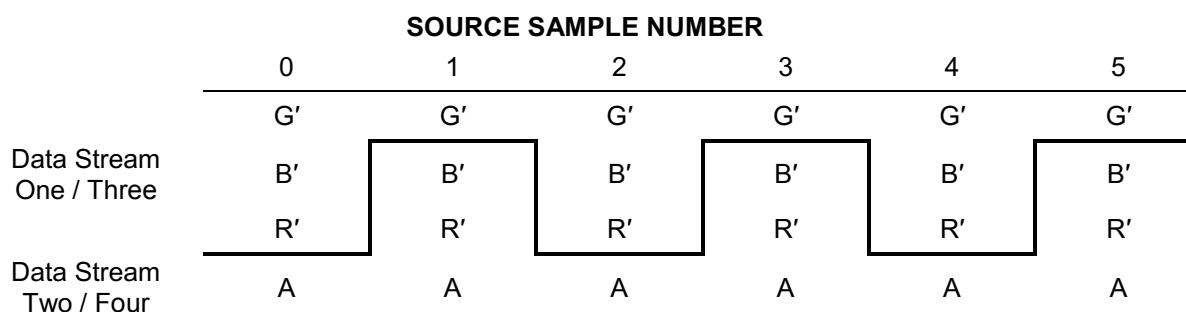 SOURCE SAMPLE NUMBER
0 1 2 3 4 5
G′ G′ G′ G′ G′ G′
Data Stream
One / Three
B′ B′ B′ B′ B′ B′
R′ R′ R′ R′ R′ R′
Data Stream
Two / Four
A A A A A A